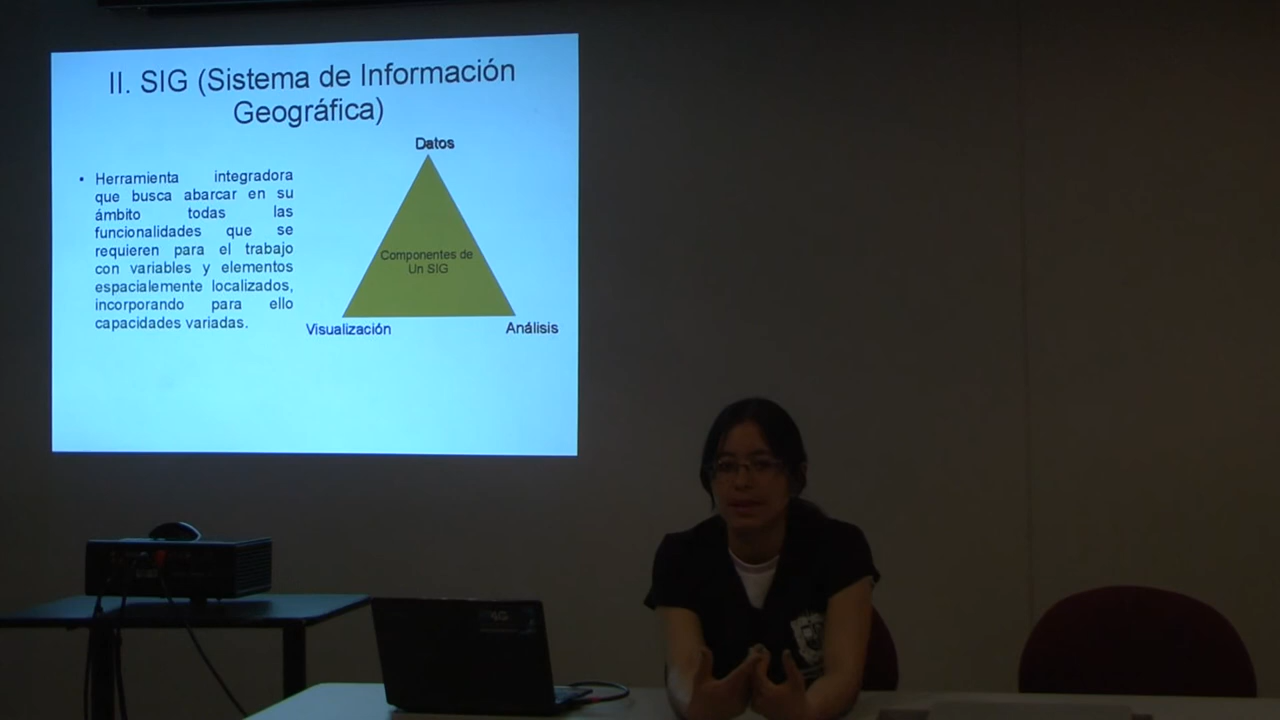 II. SIG (Sistema de Información
Geográfica)
• Herramienta integradora
que busca abarcar en su
ámbito todas las
funcionalidades que se
requieren para el trabajo
con variables y elementos
espacialemente localizados,
incorporando para ello
capacidades variadas.
Datos
Componentes de
Un SIG
Visualización
Análisis